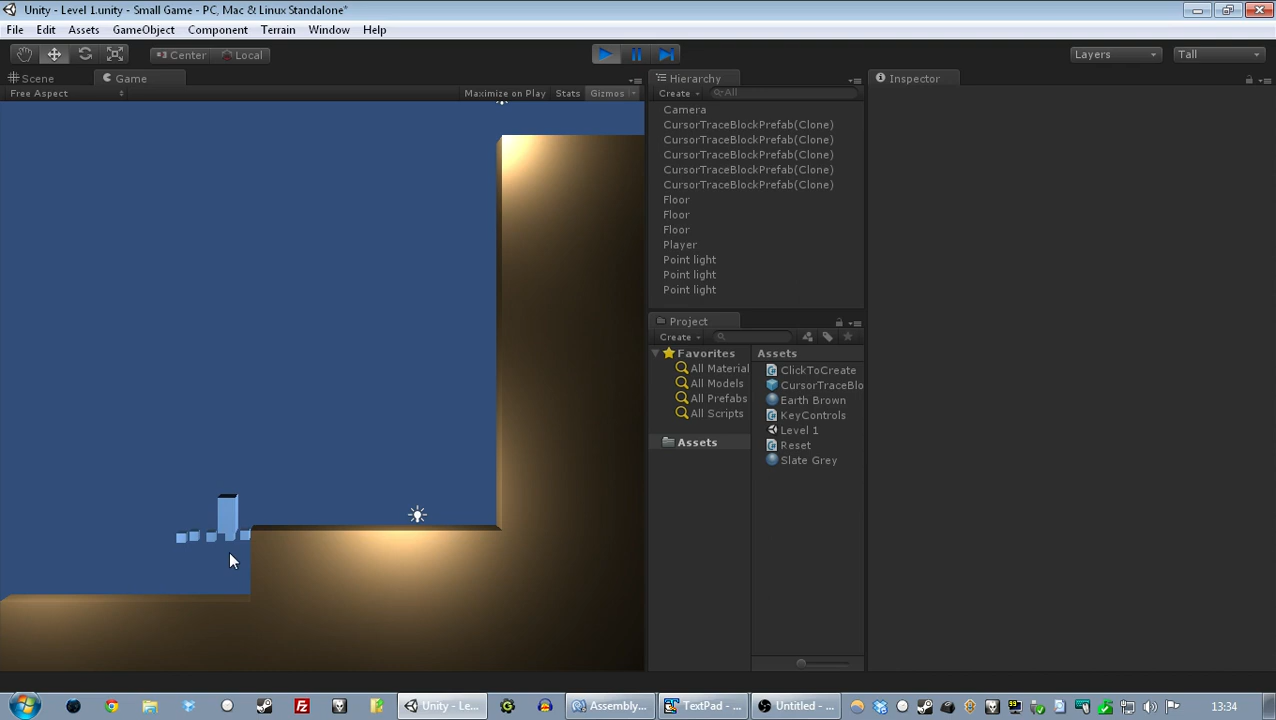 Unity - Level 1.unity - Small Game - PC, Mac & Linux Standalone*
File Edit Assets GameObject Component Terrain Window Help
Center Local Layers Tall
Scene Game
Free Aspect Maximize on Play Stats Gizmos
Hierarchy
Create All
Camera
CursorTraceBlockPrefab(Clone)
CursorTraceBlockPrefab(Clone)
CursorTraceBlockPrefab(Clone)
CursorTraceBlockPrefab(Clone)
CursorTraceBlockPrefab(Clone)
Floor
Floor
Floor
Player
Point light
Point light
Point light
Project
Create
Favorites
All Material
All Models
All Prefabs
All Scripts
Assets
Assets
ClickToCreate
CursorTraceBlo
Earth Brown
KeyControls
Level 1
Reset
Slate Grey
Inspector
Unity - Le...
Assembly...
TextPad - ...
Untitled - ...
13:34